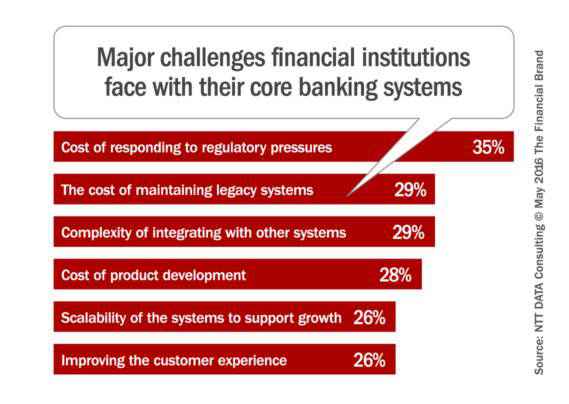 Major challenges financial institutions
face with their core banking systems
Cost of responding to regulatory pressures 35%
The cost of maintaining legacy systems 29%
Complexity of integrating with other systems 29%
Cost of product development 28%
Scalability of the systems to support growth 26%
Improving the customer experience 26%
Source: NTT DATA Consulting © May 2016 The Financial Brand